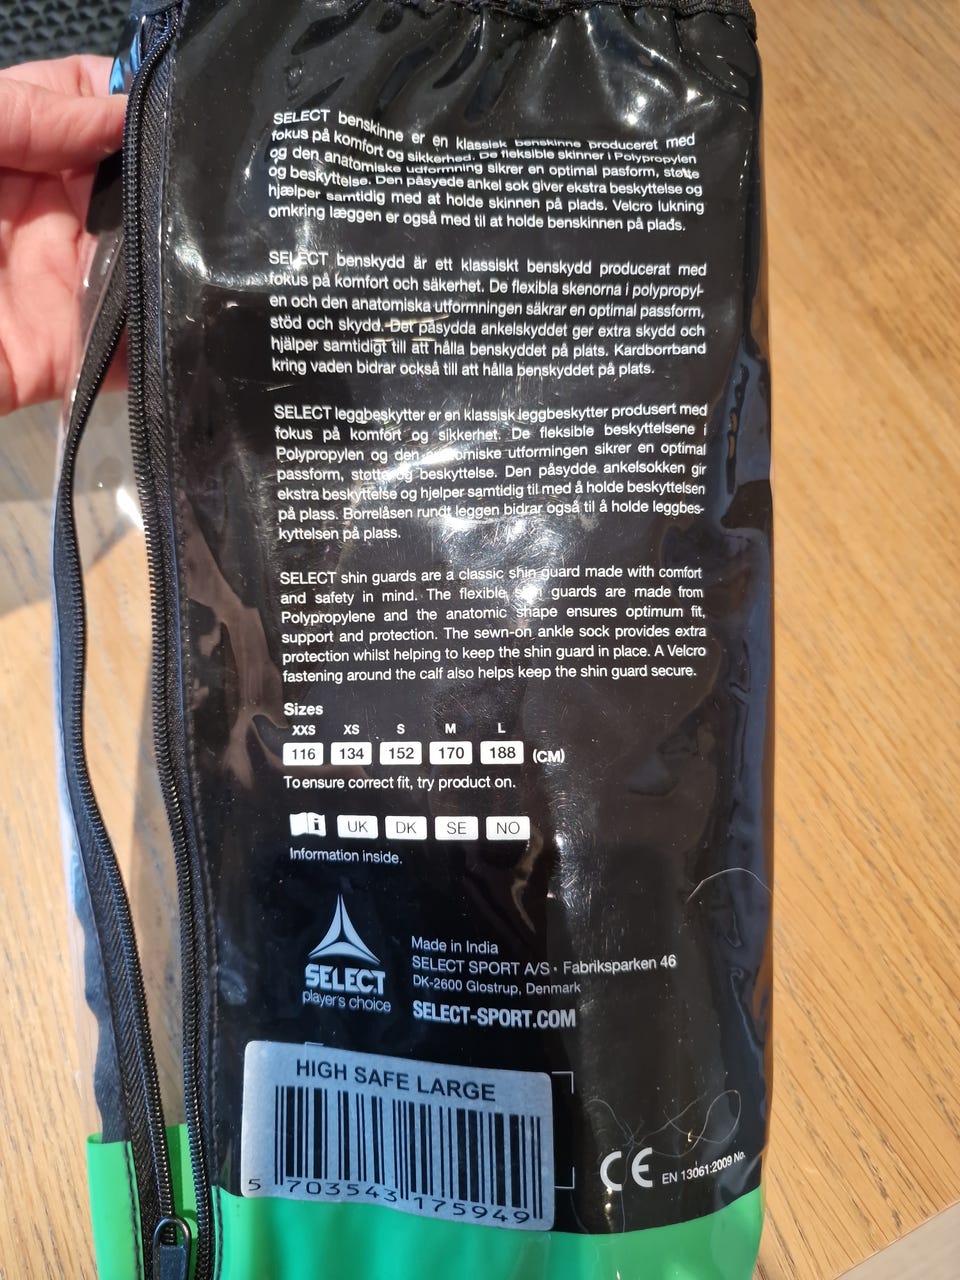 SELECT benskinne er en klassisk benskinne produceret med
fokus på komfort og sikkerhed. De fleksible skinner i Polypropylen
og den anatomiske udformning sikrer en optimal pasform, støtte
og beskyttelse. Den påsyede ankel sok giver ekstra beskyttelse og
hjælper samtidig med at holde skinnen på plads. Velcro lukning
omkring læggen er også med til at holde benskinnen på plads.
SELECT benskydd är ett klassiskt benskydd producerat med
fokus på komfort och säkerhet. De flexibla skenorna i polypropyl-
en och den anatomiska utformningen säkrar en optimal passform,
stöd och skydd. Det påsydda ankelskyddet ger extra skydd och
hjälper samtidigt till att hålla benskyddet på plats. Kardborrband
kring vaden bidrar också till att hålla benskyddet på plats.
SELECT leggbeskytter er en klassisk leggbeskytter produsert med
fokus på komfort og sikkerhet. De fleksible beskyttelsene i
Polypropylen og den anatomiske utformingen sikrer en optimal
passform, støtte og beskyttelse. Den påsydde ankelsokken gir
ekstra beskyttelse og hjelper samtidig til med å holde beskyttelsen
på plass. Borrelåsen rundt leggen bidrar også til å holde leggbes-
kyttelsen på plass.
SELECT shin guards are a classic shin guard made with comfort
and safety in mind. The flexible shin guards are made from
Polypropylene and the anatomic shape ensures optimum fit,
support and protection. The sewn-on ankle sock provides extra
protection whilst helping to keep the shin guard in place. A Velcro
fastening around the calf also helps keep the shin guard secure.
Sizes
XXS XS S M L
116 134 152 170 188 (CM)
To ensure correct fit, try product on.
i UK DK SE NO
Information inside.
SELECT
player's choice
Made in India
SELECT SPORT A/S • Fabriksparken 46
DK-2600 Glostrup, Denmark
SELECT-SPORT.COM
HIGH SAFE LARGE
5 703543 175949
CE EN 13061:2009 No.